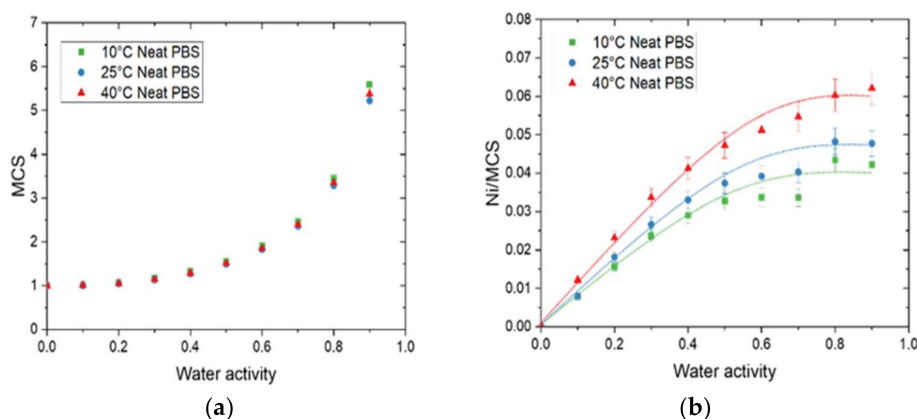 7
6
5
4
3
2
1
0
MCS
10°C Neat PBS
25°C Neat PBS
40°C Neat PBS
0.0 0.2 0.4 0.6 0.8 1.0
Water activity
(a)
0.08
0.07
0.06
0.05
0.04
0.03
0.02
0.01
0.00
Ni/MCS
10°C Neat PBS
25°C Neat PBS
40°C Neat PBS
0.0 0.2 0.4 0.6 0.8 1.0
Water activity
(b)